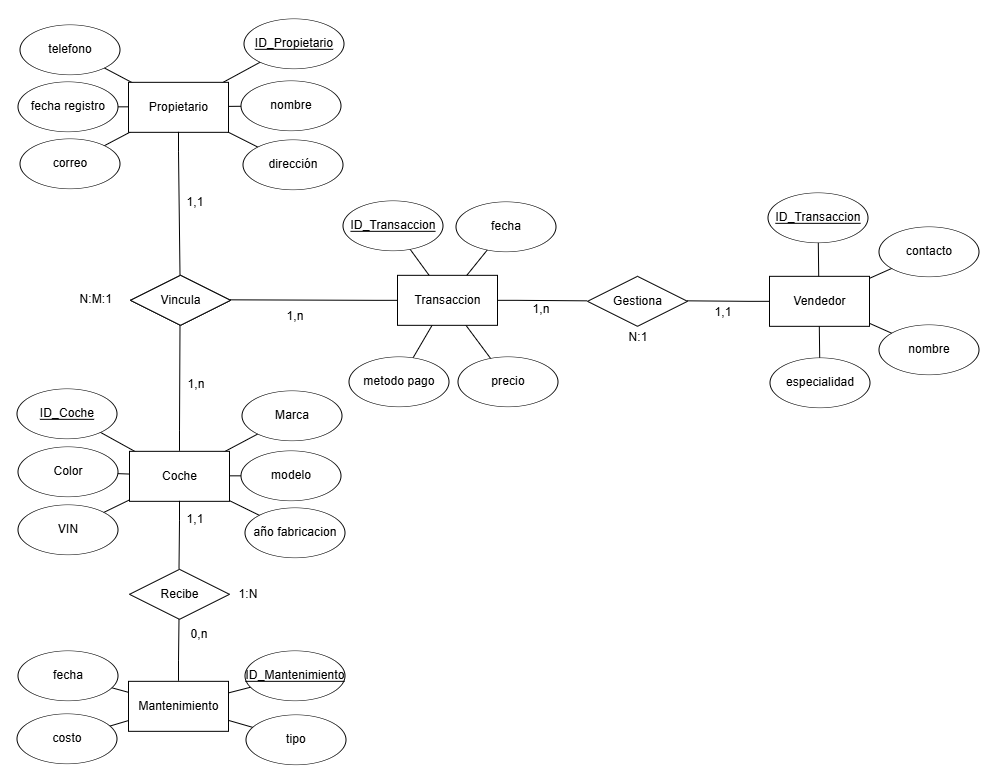 telefono
ID_Propietario
fecha registro
Propietario
nombre
correo
dirección
1,1
ID_Transaccion
fecha
ID_Transaccion
contacto
N:M:1
Vincula
1,n
Transaccion
1,n
Gestiona
N:1
1,1
Vendedor
nombre
metodo pago
precio
especialidad
1,n
ID_Coche
Marca
Color
Coche
modelo
VIN
1,1
año fabricacion
Recibe
1:N
0,n
fecha
ID_Mantenimiento
Mantenimiento
costo
tipo